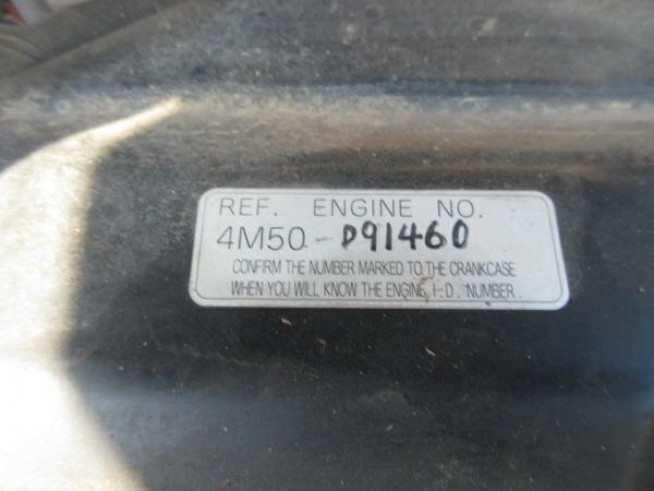 REF. ENGINE NO.
4M50-D91460
CONFIRM THE NUMBER MARKED TO THE CRANKCASE
WHEN YOU WILL KNOW THE ENGINE I.D. NUMBER.